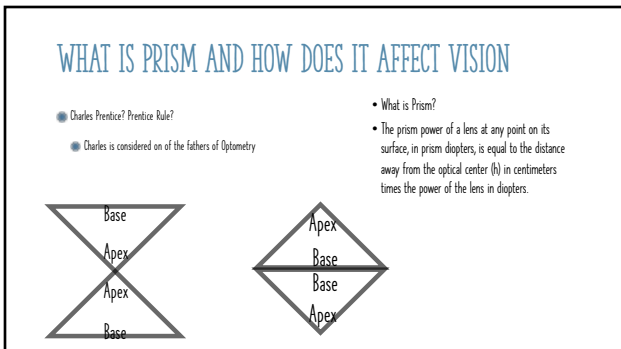 WHAT IS PRISM AND HOW DOES IT AFFECT VISION
Charles Prentice? Prentice Rule?
Charles is considered on of the fathers of Optometry
• What is Prism?
• The prism power of a lens at any point on its
surface, in prism diopters, is equal to the distance
away from the optical center (h) in centimeters
times the power of the lens in diopters.
Base
Apex
Apex
Base
Apex
Base
Base
Apex